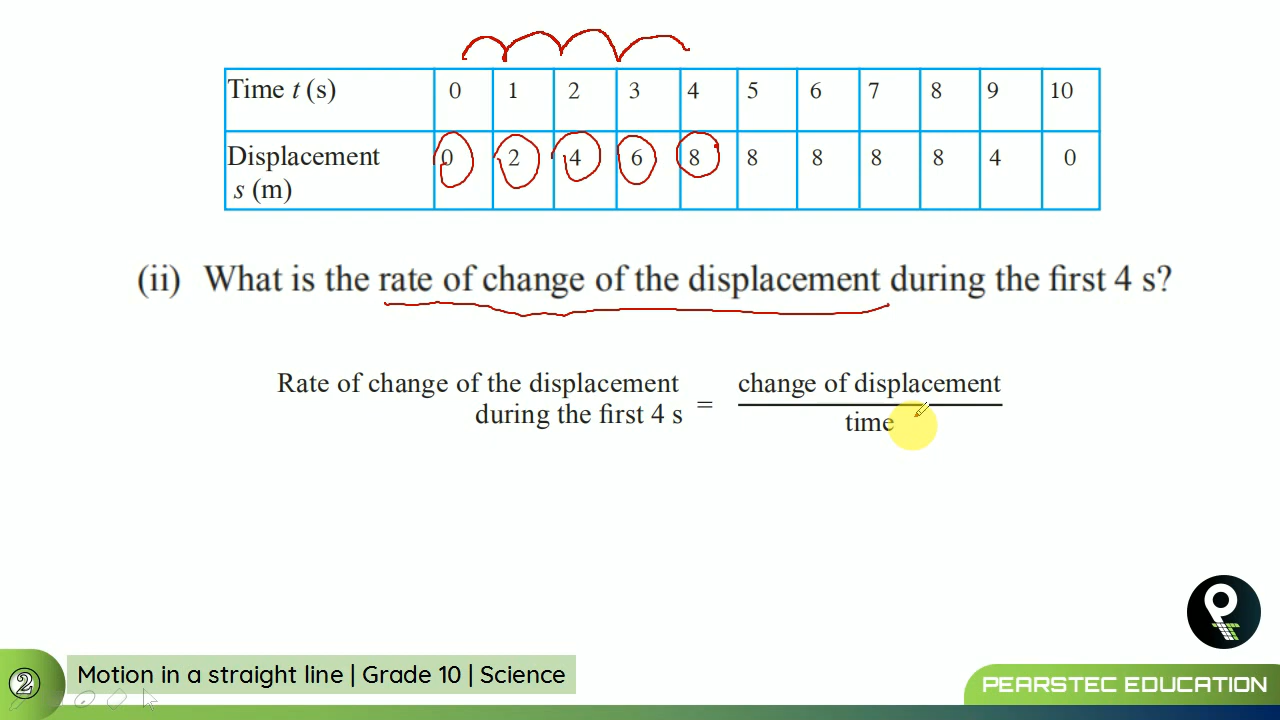 Time t (s) 0 1 2 3 4 5 6 7 8 9 10
Displacement
s (m) 0 2 4 6 8 8 8 8 8 4 0
(ii) What is the rate of change of the displacement during the first 4 s?
Rate of change of the displacement
during the first 4 s = change of displacement
time
2 Motion in a straight line | Grade 10 | Science
PEARSTEC EDUCATION